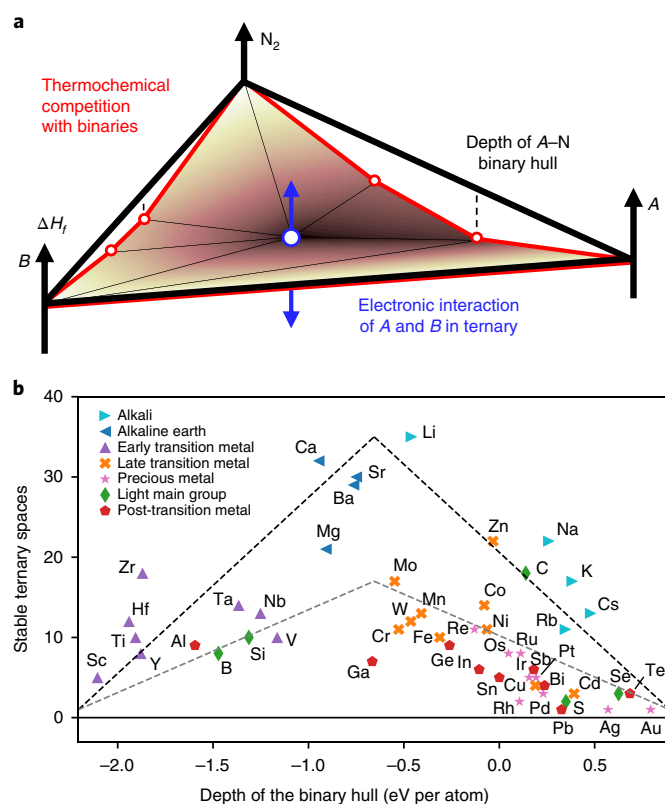 a
N2
Thermochemical
competition
with binaries
Depth of A–N
binary hull
ΔHf
B
A
Electronic interaction
of A and B in ternary
b
40
30
20
10
0
Stable ternary spaces
Alkali
Alkaline earth
Early transition metal
Late transition metal
Precious metal
Light main group
Post-transition metal
Ca
Li
Sr
Ba
Mg
Zn
Na
Zr
C
K
Mo
Hf
Ta
Nb
Mn
Co
Cs
W
Ti
Al
V
Cr
Fe
Re
Ni
Rb
Os
Ru
Sc
Y
B
Si
Ga
Ge
In
Ir
Sb
Pt
Sn
Cu
Bi
Cd
Se
Te
Rh
Pd
S
Pb
Ag
Au
−2.0
−1.5
−1.0
−0.5
0.0
0.5
Depth of the binary hull (eV per atom)